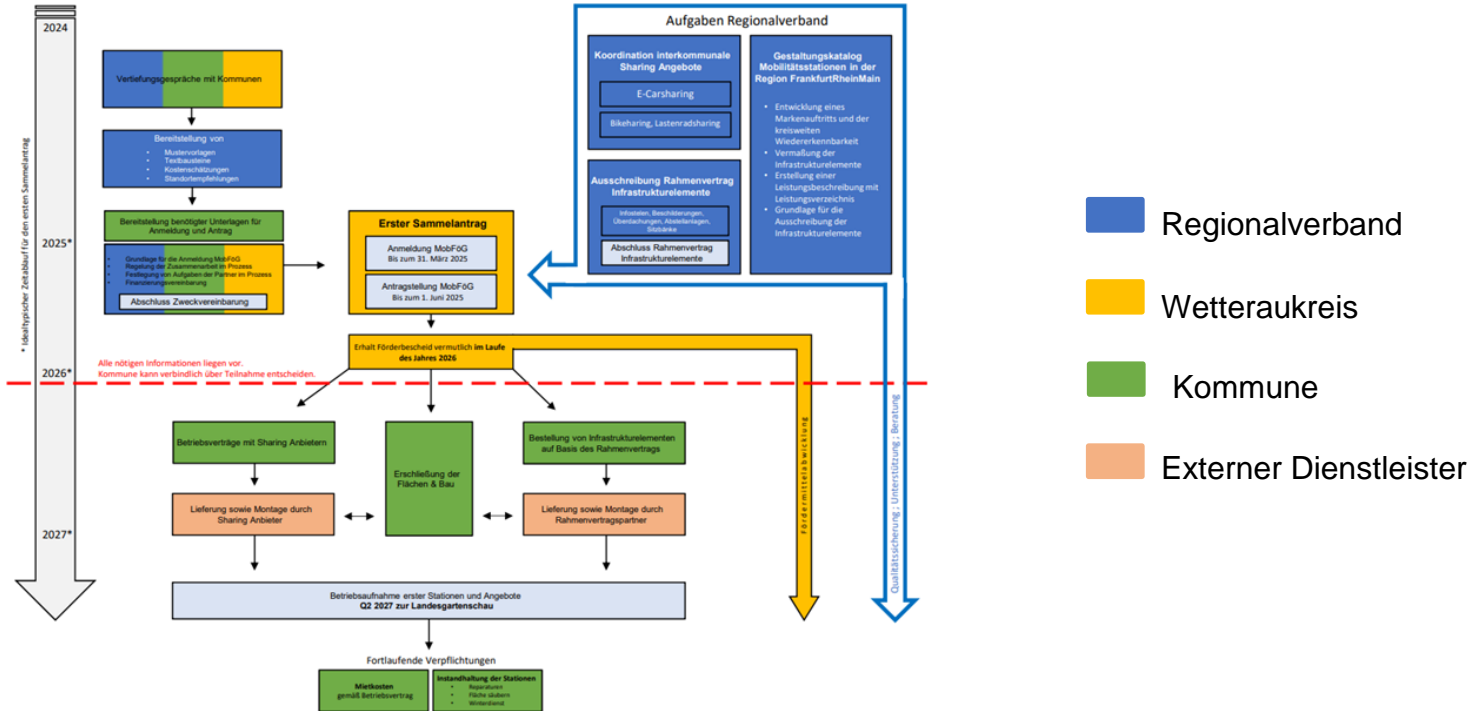 2024
2025*
2026*
2027*
* Idealtypischer Zeitablauf für den ersten Sammelantrag
Vertiefungsgespräche mit Kommunen
Bereitstellung von
• Mustervorlagen
• Textbausteine
• Kostenschätzungen
• Standortempfehlungen
Bereitstellung benötigter Unterlagen für
Anmeldung und Antrag
• Grundlage für die Anmeldung MobFöG
• Regelung der Zusammenarbeit im Prozess
• Festlegung von Aufgaben der Partner im Prozess
• Finanzierungsvereinbarung
Abschluss Zweckvereinbarung
Erster Sammelantrag
Anmeldung MobFöG
Bis zum 31. März 2025
Antragstellung MobFöG
Bis zum 1. Juni 2025
Erhalt Förderbescheid vermutlich im Laufe
des Jahres 2026
Aufgaben Regionalverband
Koordination interkommunale
Sharing Angebote
E-Carsharing
Bikeharing, Lastenradsharing
Ausschreibung Rahmenvertrag
Infrastrukturelemente
Infostelen, Beschilderungen,
Überdachungen, Abstellanlagen,
Sitzbänke
Abschluss Rahmenvertrag
Infrastrukturelemente
Gestaltungskatalog
Mobilitätsstationen in der
Region FrankfurtRheinMain
• Entwicklung eines
Markenauftritts und der
kreisweiten
Wiedererkennbarkeit
• Vermaßung der
Infrastrukturelemente
• Erstellung einer
Leistungsbeschreibung mit
Leistungsverzeichnis
• Grundlage für die
Ausschreibung der
Infrastrukturelemente
Alle nötigen Informationen liegen vor.
Kommune kann verbindlich über Teilnahme entscheiden.
Betriebsverträge mit Sharing Anbietern
Erschließung der
Flächen & Bau
Bestellung von Infrastrukturelementen
auf Basis des Rahmenvertrags
Lieferung sowie Montage durch
Sharing Anbieter
Lieferung sowie Montage durch
Rahmenvertragspartner
Fördermittelabwicklung
Qualitätssicherung ; Unterstützung ; Beratung
Betriebsaufnahme erster Stationen und Angebote
Q2 2027 zur Landesgartenschau
Fortlaufende Verpflichtungen
Mietkosten
gemäß Betriebsvertrag
Instandhaltung der Stationen
• Reparaturen
• Fläche säubern
• Winterdienst
Regionalverband
Wetteraukreis
Kommune
Externer Dienstleister